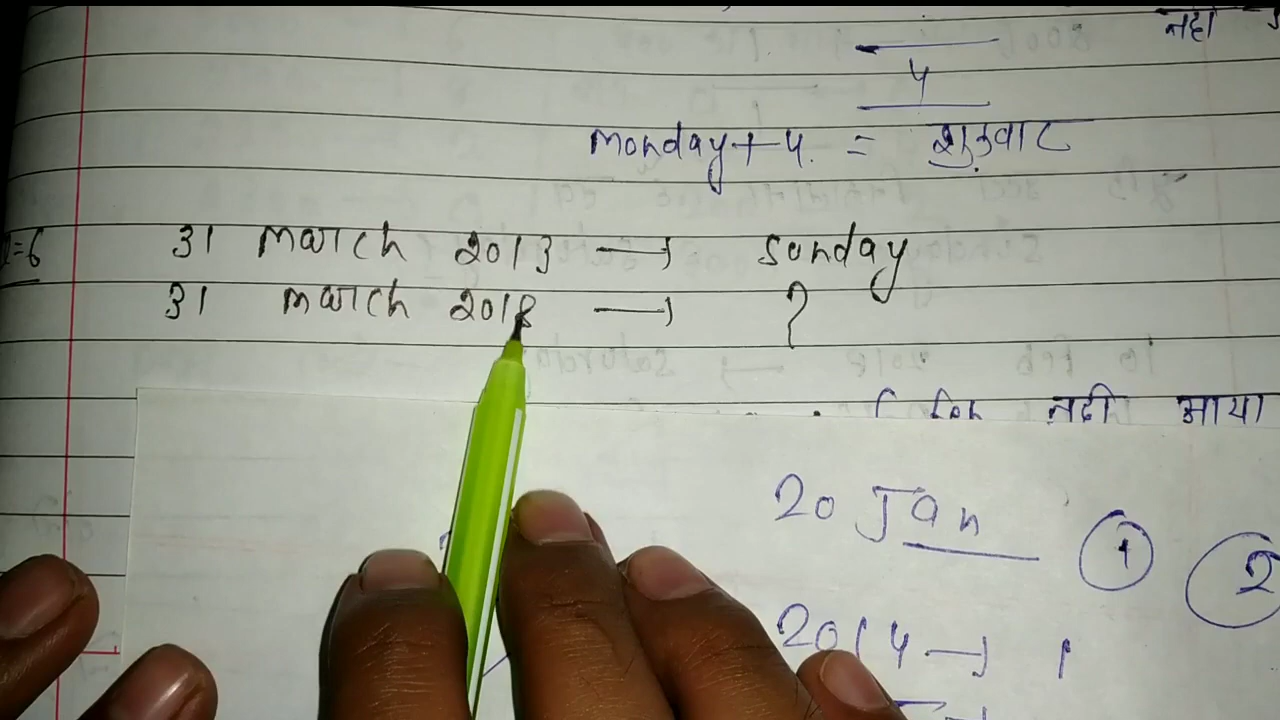 नहीं
4
monday + 4. = शुक्रवार
=6 31 march 2013 → sunday
31 march 2018 → ?
नही आया
20 Jan 1 2
2014 → 1